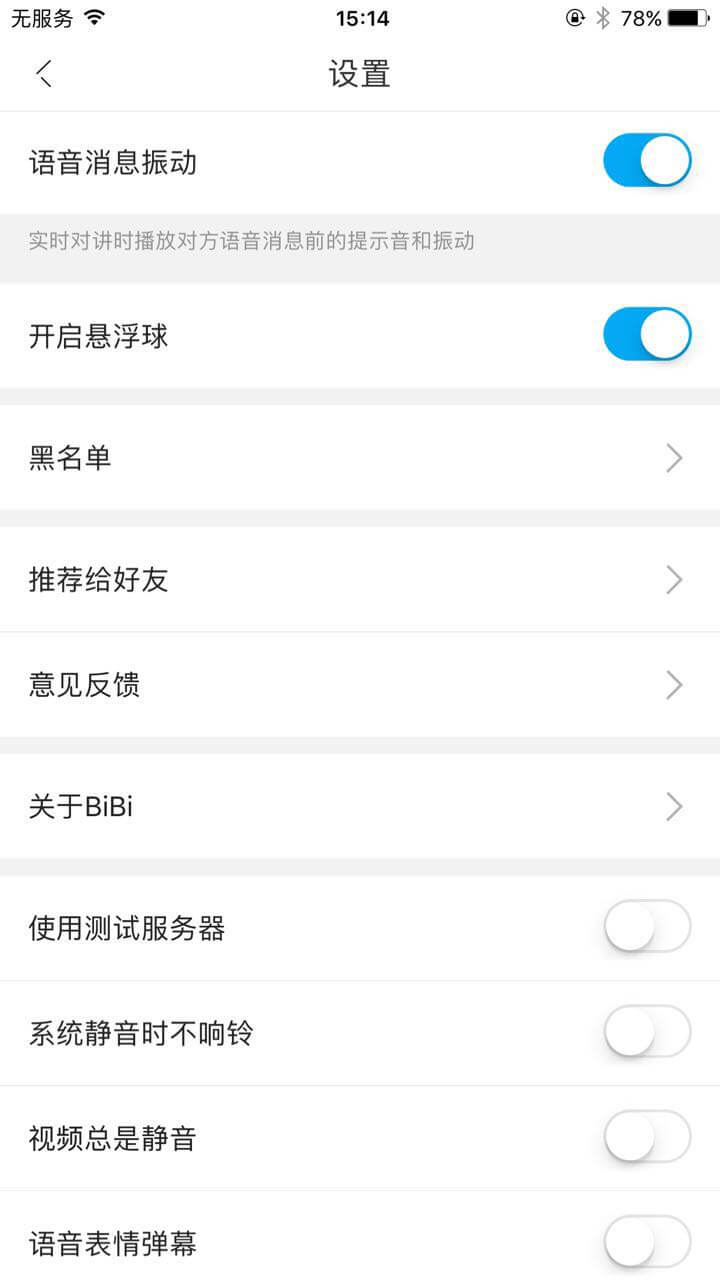 无服务 15:14 78%
设置
语音消息振动
实时对讲时播放对方语音消息前的提示音和振动
开启悬浮球
黑名单
推荐给好友
意见反馈
关于BiBi
使用测试服务器
系统静音时不响铃
视频总是静音
语音表情弹幕